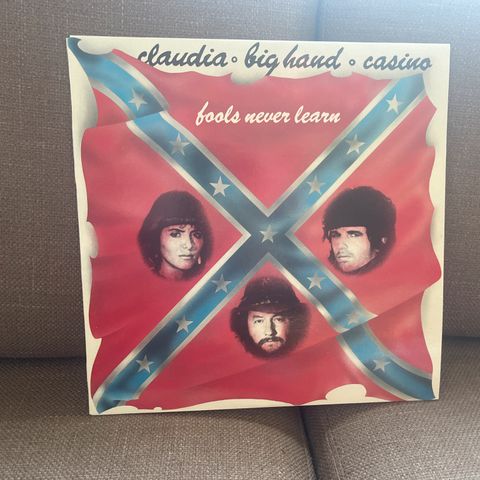 claudia • big hand • casino
fools never learn